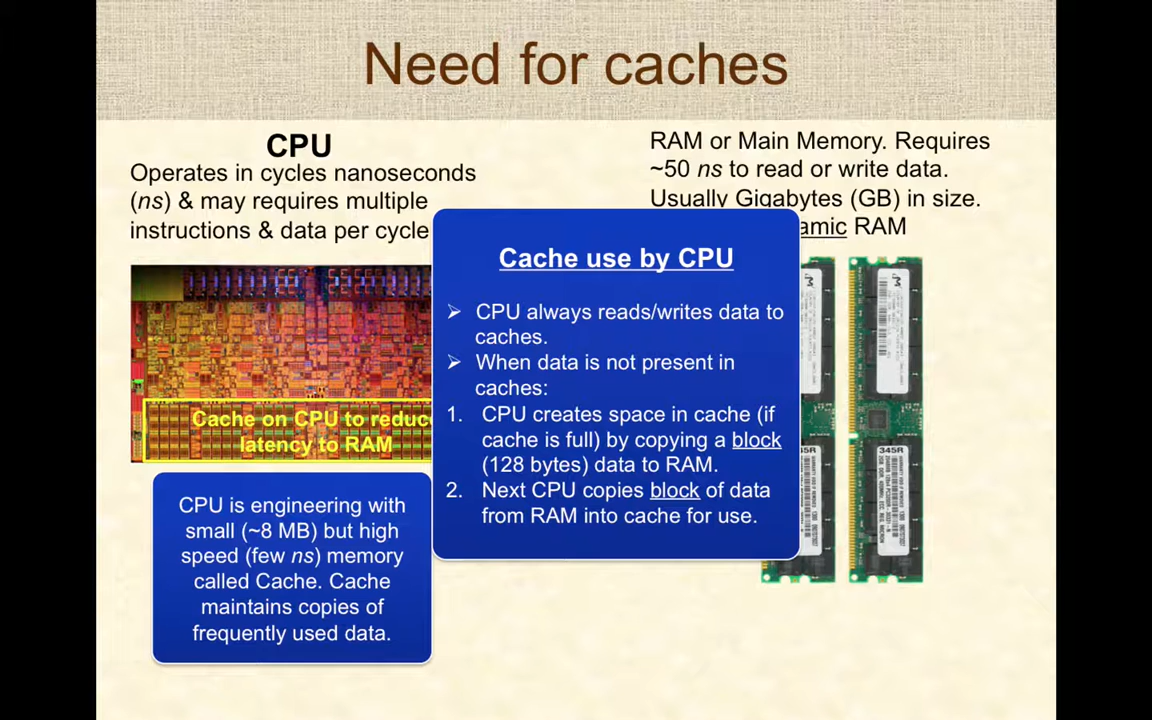 Need for caches
CPU
Operates in cycles nanoseconds
(ns) & may requires multiple
instructions & data per cycle
RAM or Main Memory. Requires
~50 ns to read or write data.
Usually Gigabytes (GB) in size.
amic RAM
Cache on CPU to reduc
latency to RAM
CPU is engineering with
small (~8 MB) but high
speed (few ns) memory
called Cache. Cache
maintains copies of
frequently used data.
Cache use by CPU
➢ CPU always reads/writes data to
caches.
➢ When data is not present in
caches:
1. CPU creates space in cache (if
cache is full) by copying a block
(128 bytes) data to RAM.
2. Next CPU copies block of data
from RAM into cache for use.
345R